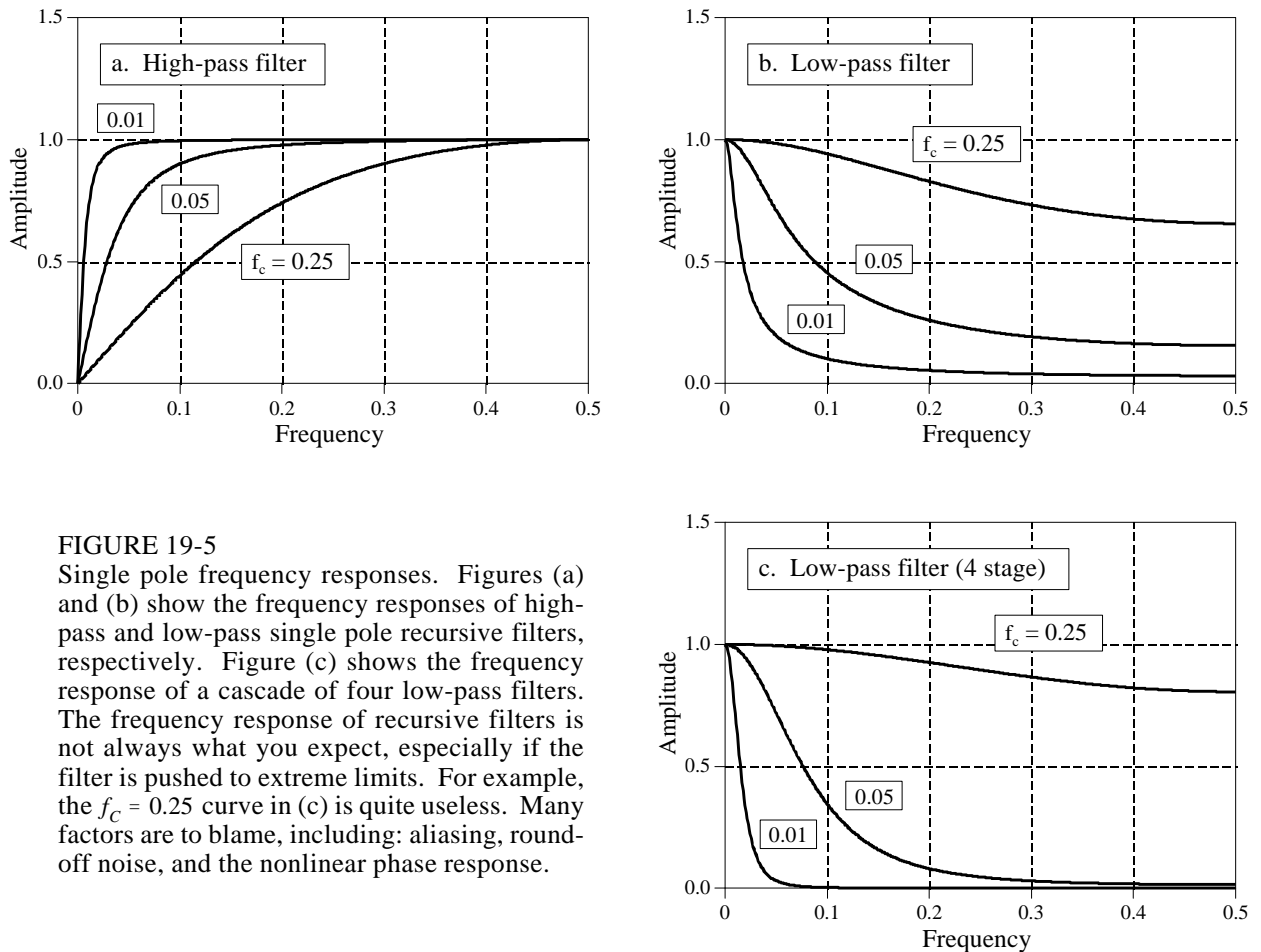 a. High-pass filter
0.01
0.05
f_c = 0.25
Amplitude
1.5
1.0
0.5
0.0
0 0.1 0.2 0.3 0.4 0.5
Frequency
b. Low-pass filter
f_c = 0.25
0.05
0.01
Amplitude
1.5
1.0
0.5
0.0
0 0.1 0.2 0.3 0.4 0.5
Frequency
FIGURE 19-5
Single pole frequency responses. Figures (a)
and (b) show the frequency responses of high-
pass and low-pass single pole recursive filters,
respectively. Figure (c) shows the frequency
response of a cascade of four low-pass filters.
The frequency response of recursive filters is
not always what you expect, especially if the
filter is pushed to extreme limits. For example,
the f_C = 0.25 curve in (c) is quite useless. Many
factors are to blame, including: aliasing, round-
off noise, and the nonlinear phase response.
c. Low-pass filter (4 stage)
f_c = 0.25
0.05
0.01
Amplitude
1.5
1.0
0.5
0.0
0 0.1 0.2 0.3 0.4 0.5
Frequency